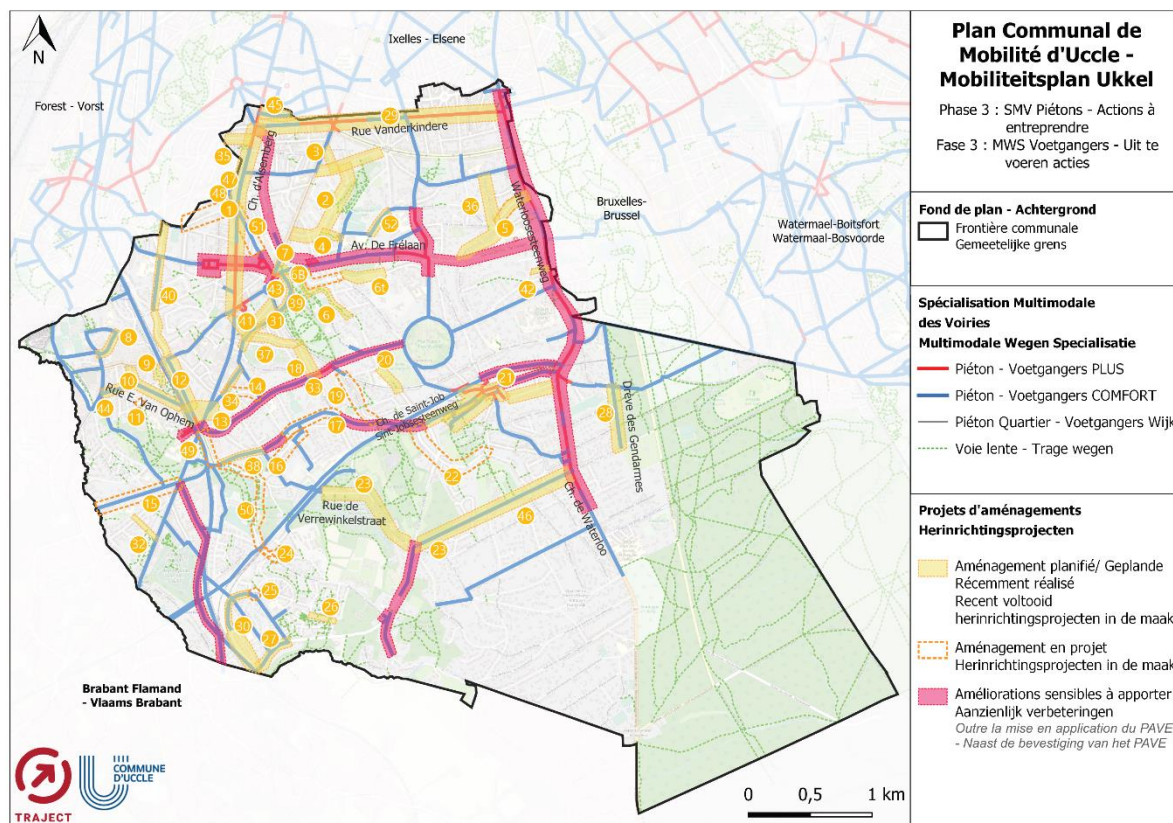 Plan Communal de
Mobilité d'Uccle -
Mobiliteitsplan Ukkel
Phase 3 : SMV Piétons - Actions à
entreprendre
Fase 3 : MWS Voetgangers - Uit te
voeren acties
Fond de plan - Achtergrond
Frontière communale
Gemeetelijke grens
Spécialisation Multimodale
des Voiries
Multimodale Wegen Specialisatie
Piéton - Voetgangers PLUS
Piéton - Voetgangers COMFORT
Piéton Quartier - Voetgangers Wijk
Voie lente - Trage wegen
Projets d'aménagements
Herinrichtingsprojecten
Aménagement planifié/ Geplande
Récemment réalisé
Recent voltooid
herinrichtingsprojecten in de maak
Aménagement en projet
Herinrichtingsprojecten in de maak
Améliorations sensibles à apporter
Aanzienlijk verbeteringen
Outre la mise en application du PAVE
- Naast de bevestiging van het PAVE
N
Ixelles - Elsene
Forest - Vorst
45
29
Rue Vanderkindere
Ch. d'Alsemberg
35
3
47
48
1
2
36
Bruxelles-
Brussel
Watermael-Boitsfort
Watermaal-Bosvoorde
51
52
5
Waterloosesteenweg
7
4
Av. De Frélaan
6B
43
39
6t
42
40
41
31
6
8
37
9
18
20
10
12
14
33
21
Rue E. Van Ophem
34
19
Ch. de Saint-Job
Sint-Jobsesteenweg
Drève des Gendarmes
44
11
13
17
28
49
38
16
22
23
15
50
Rue de
Verrewinkelstraat
46
Ch. de Waterloo
32
24
23
25
26
30
27
Brabant Flamand
- Vlaams Brabant
TRAJECT
COMMUNE
D'UCCLE
0
0,5
1 km